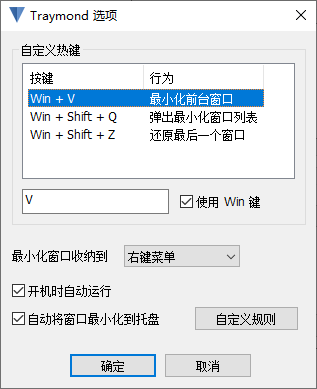 Traymond 选项
自定义热键
按键 行为
Win + V 最小化前台窗口
Win + Shift + Q 弹出最小化窗口列表
Win + Shift + Z 还原最后一个窗口
V 使用 Win 键
最小化窗口收纳到 右键菜单
开机时自动运行
自动将窗口最小化到托盘 自定义规则
确定 取消